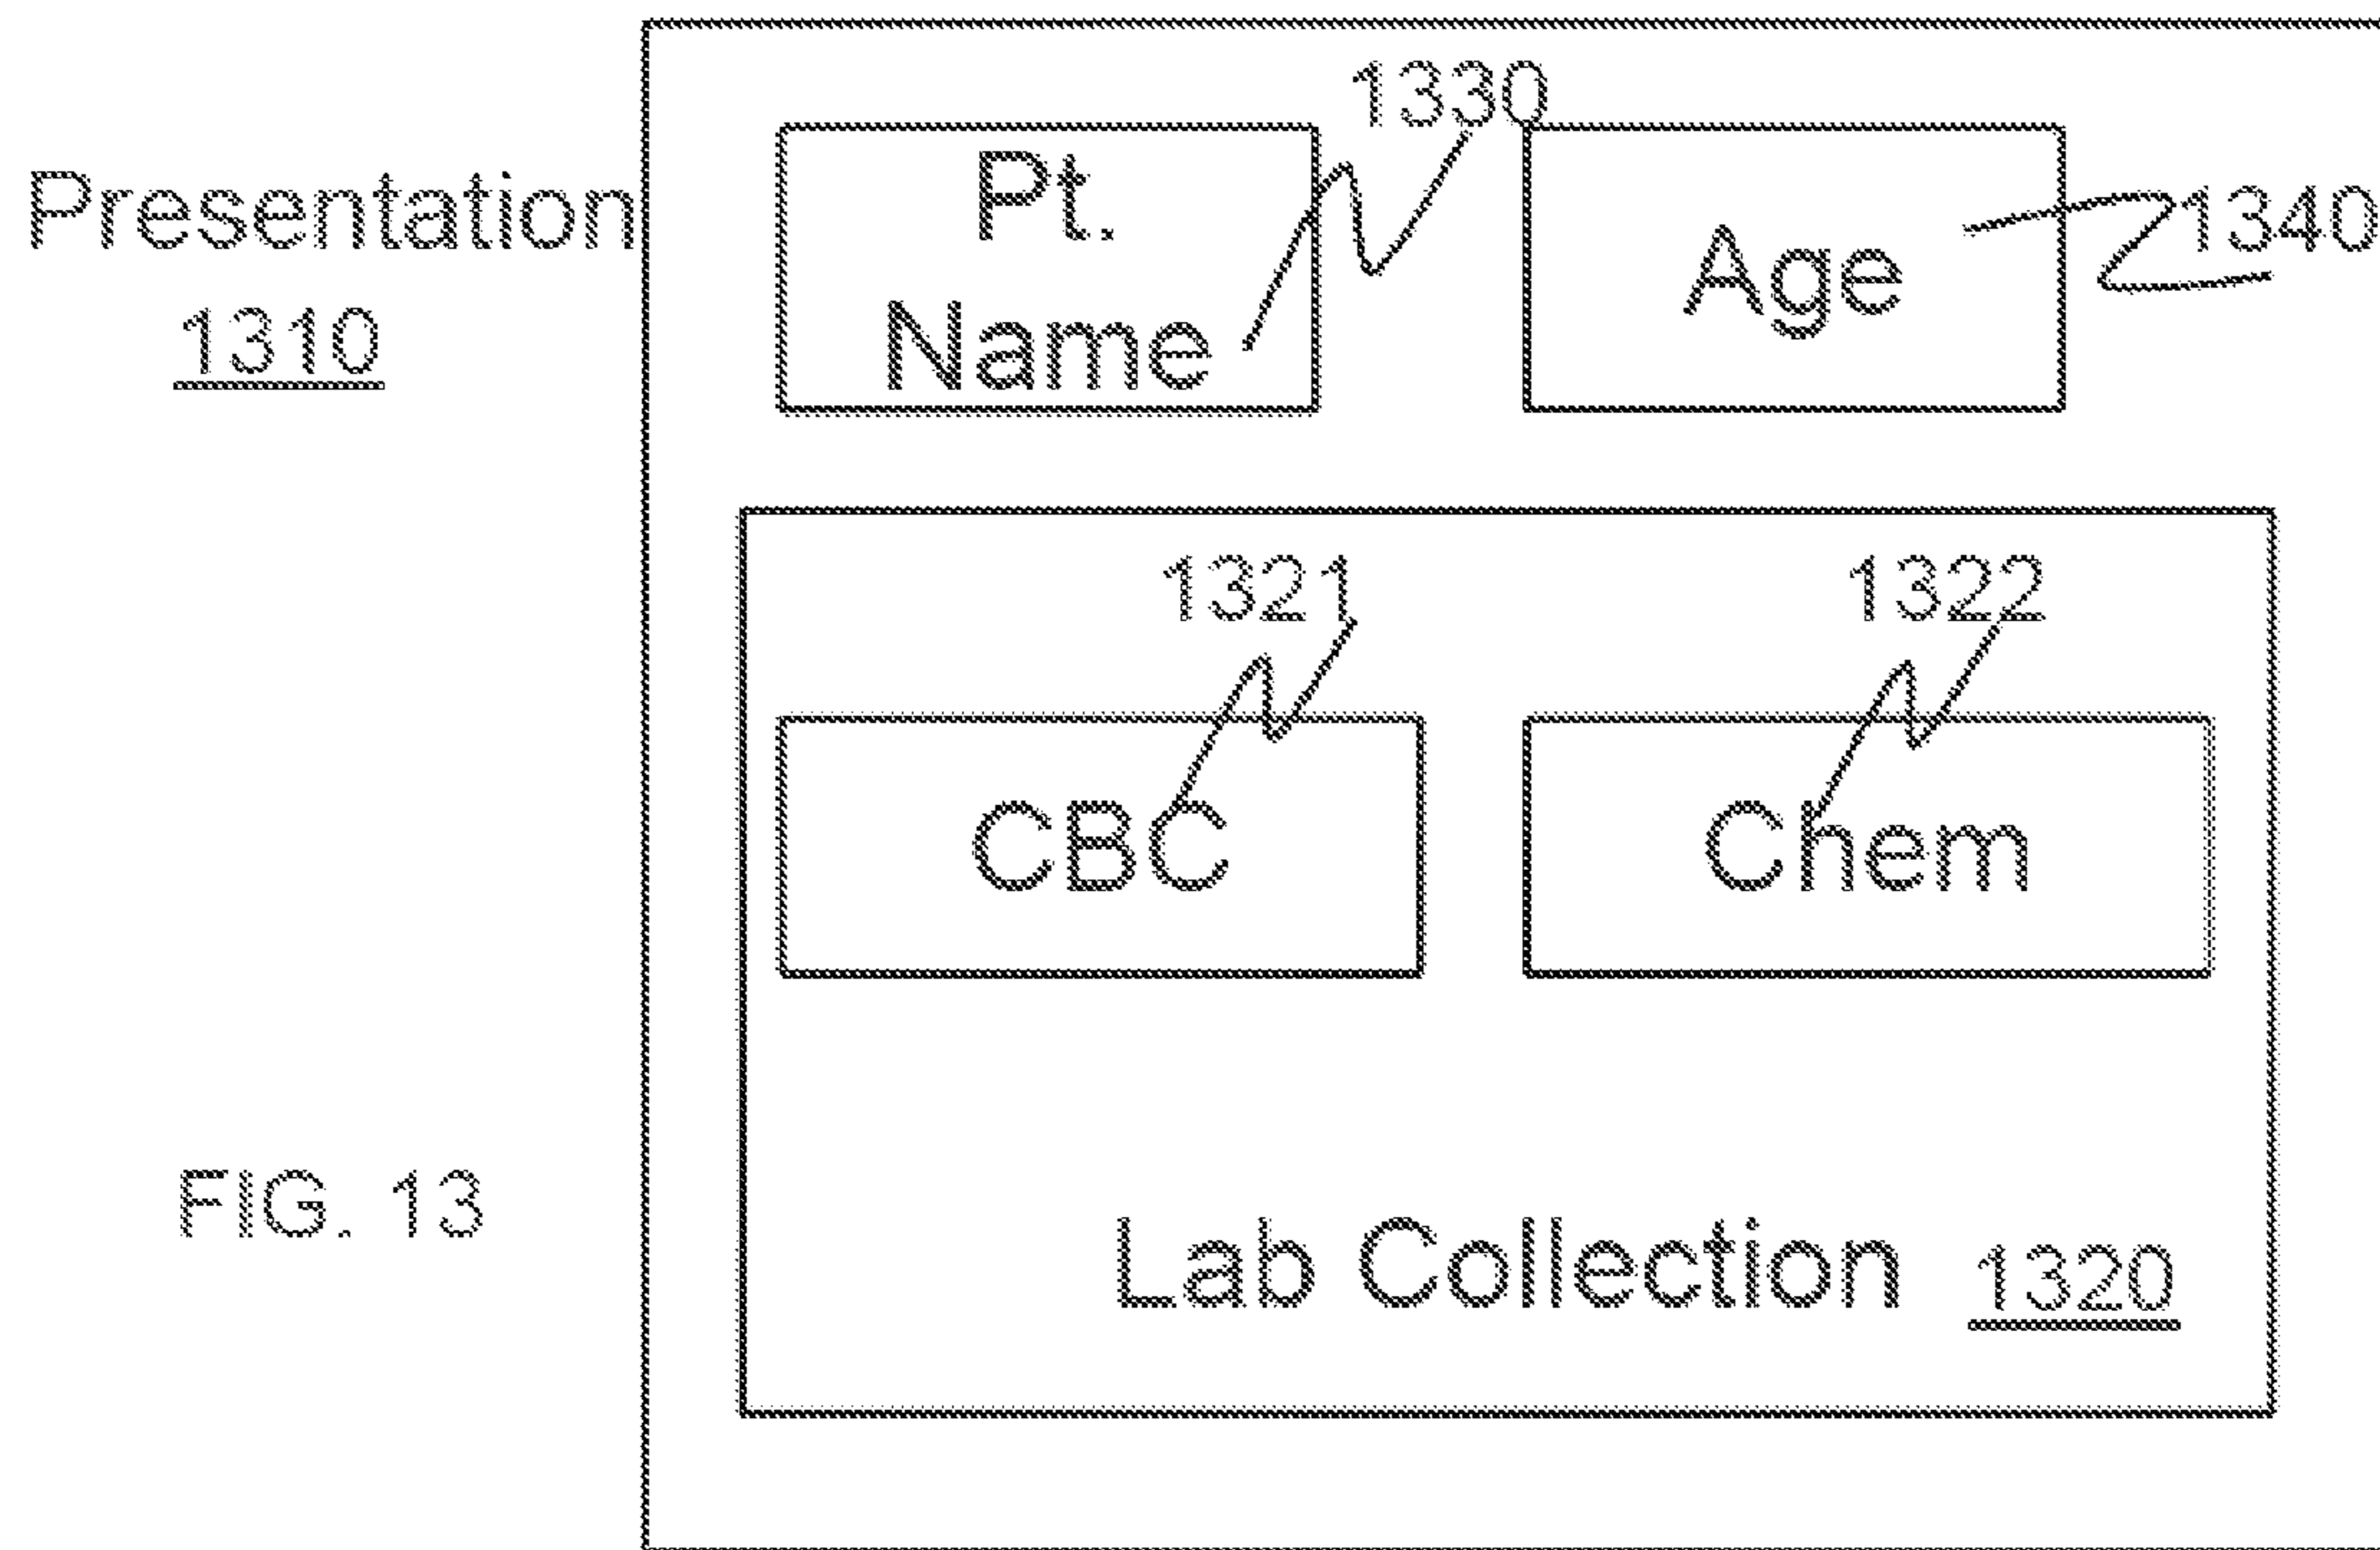 Presentation
1310
1330
Pt.
Name
Age
1340
1321
1322
CBC
Chem
Lab Collection 1320
FIG. 13